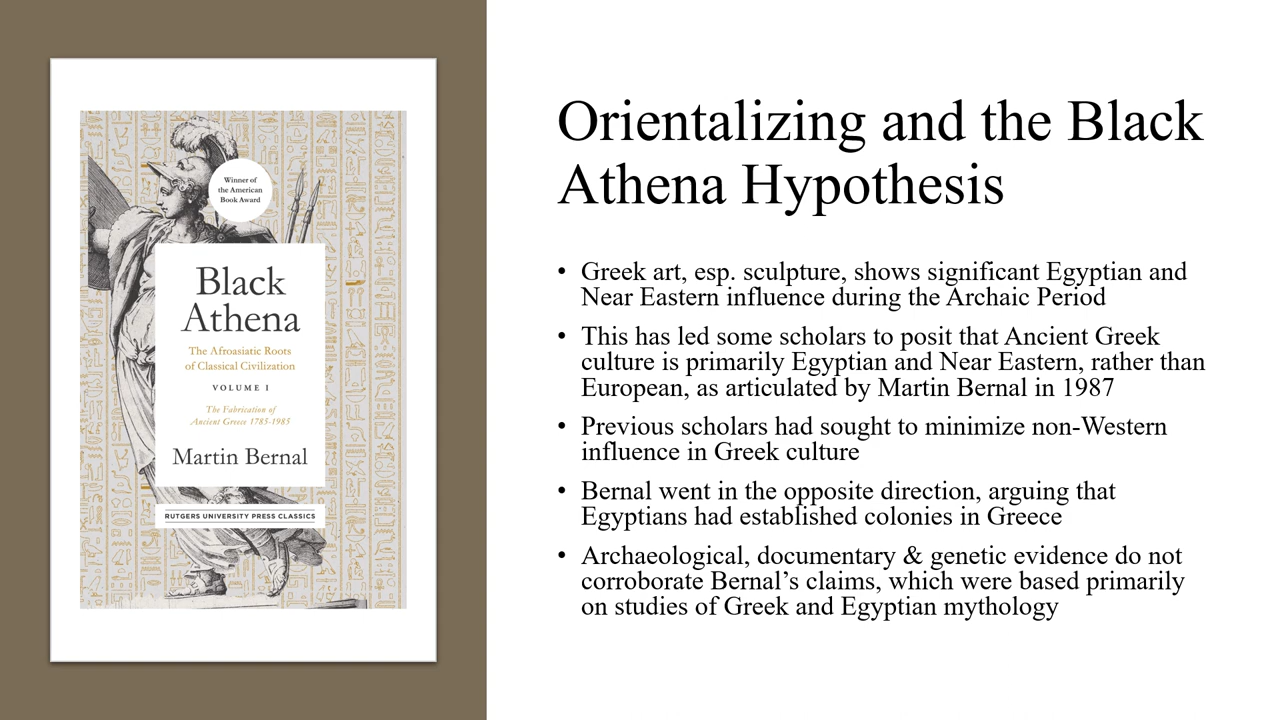 Winner of
the American
Book Award
Black
Athena
The Afroasiatic Roots
of Classical Civilization
VOLUME I
The Fabrication of
Ancient Greece 1785-1985
Martin Bernal
RUTGERS UNIVERSITY PRESS CLASSICS
Orientalizing and the Black
Athena Hypothesis
• Greek art, esp. sculpture, shows significant Egyptian and
Near Eastern influence during the Archaic Period
• This has led some scholars to posit that Ancient Greek
culture is primarily Egyptian and Near Eastern, rather than
European, as articulated by Martin Bernal in 1987
• Previous scholars had sought to minimize non-Western
influence in Greek culture
• Bernal went in the opposite direction, arguing that
Egyptians had established colonies in Greece
• Archaeological, documentary & genetic evidence do not
corroborate Bernal’s claims, which were based primarily
on studies of Greek and Egyptian mythology